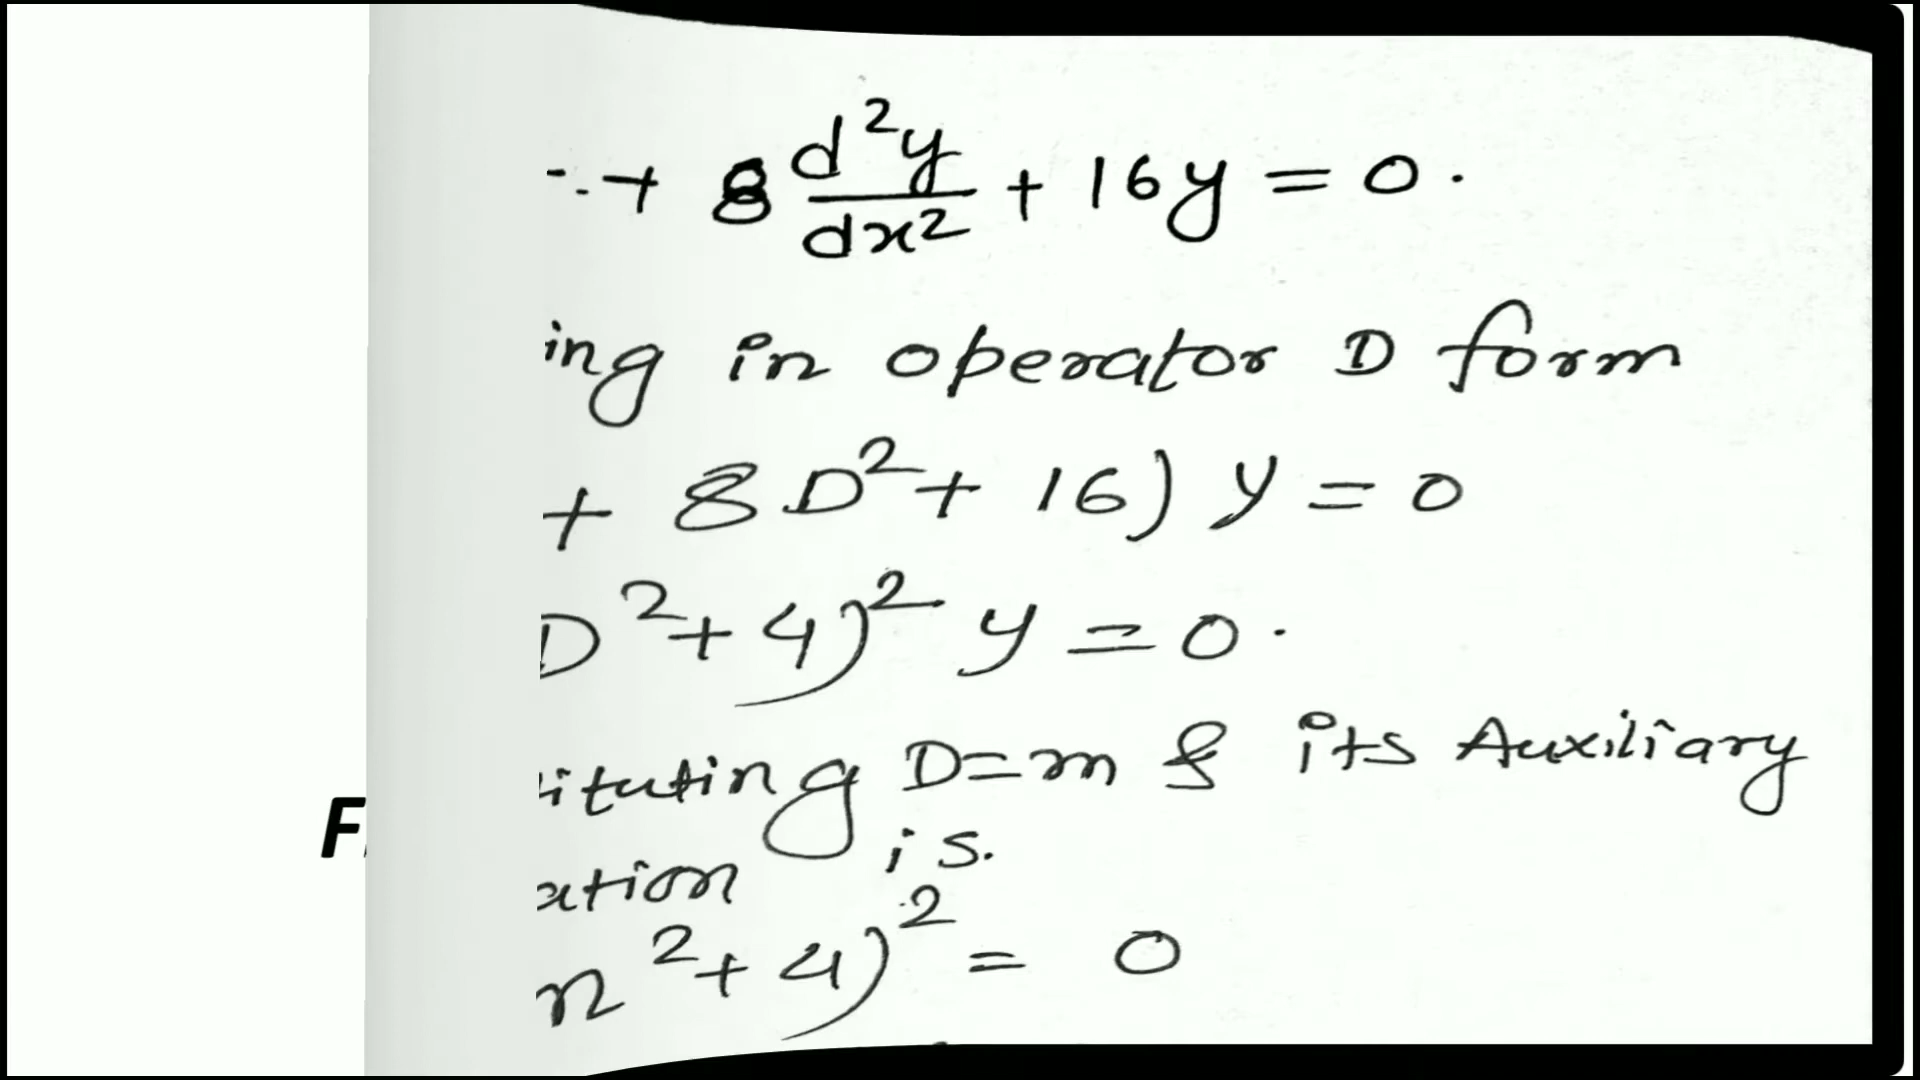 + 8 d²y/dx² + 16y = 0.
ing in operator D form
+ 8D² + 16) y = 0
D² + 4)² y = 0.
ituting D=m & its Auxiliary
ation is.
m² + 4)² = 0
F